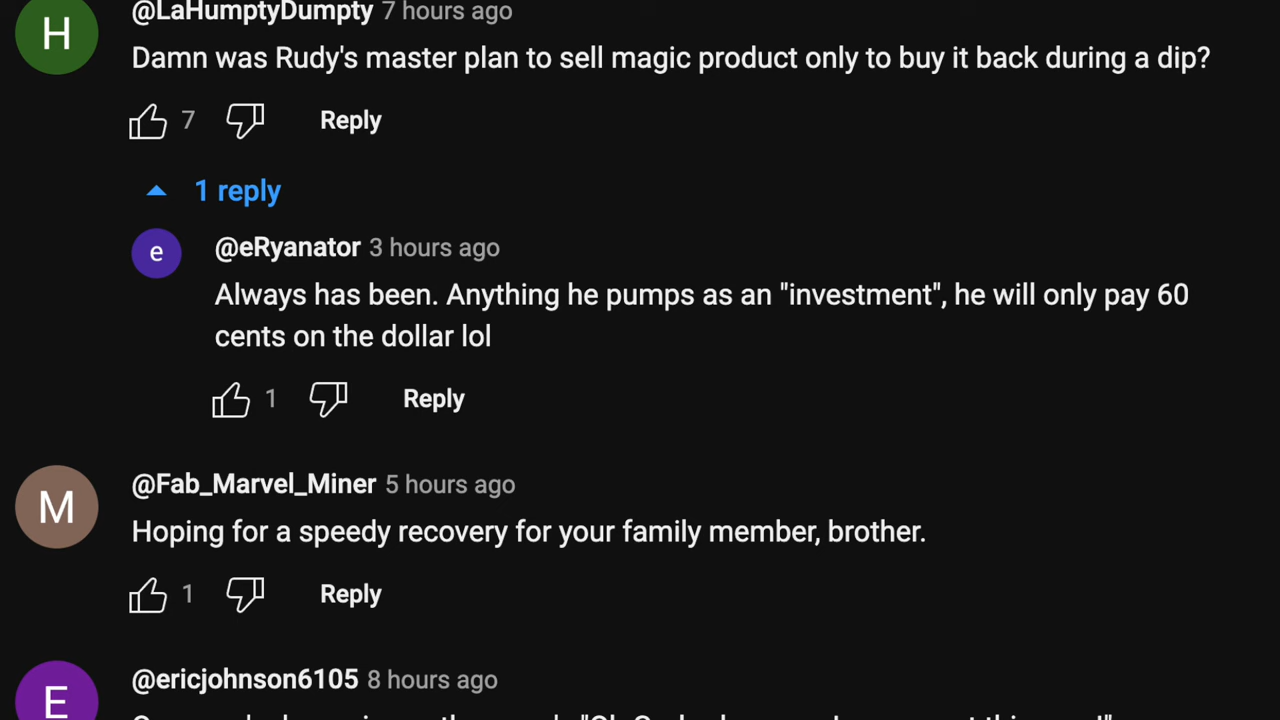 H
@LaHumptyDumpty 7 hours ago
Damn was Rudy's master plan to sell magic product only to buy it back during a dip?
7 Reply
1 reply
e
@eRyanator 3 hours ago
Always has been. Anything he pumps as an "investment", he will only pay 60
cents on the dollar lol
1 Reply
M
@Fab_Marvel_Miner 5 hours ago
Hoping for a speedy recovery for your family member, brother.
1 Reply
E
@ericjohnson6105 8 hours ago